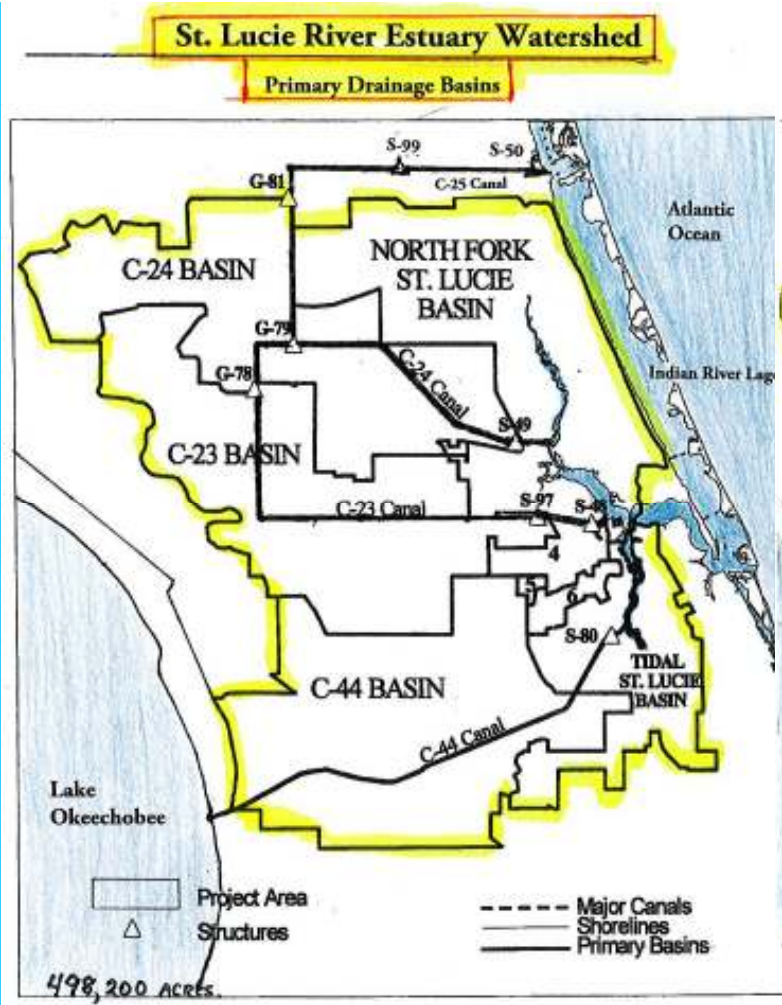 St. Lucie River Estuary Watershed
Primary Drainage Basins
S-99
S-50
C-25 Canal
G-81
Atlantic
Ocean
C-24 BASIN
NORTH FORK
ST. LUCIE
BASIN
G-79
C-24 Canal
Indian River Lago
G-78
S-49
C-23 BASIN
C-23 Canal
S-97
S-48
4
5
6
S-80
TIDAL
ST. LUCIE
BASIN
C-44 BASIN
C-44 Canal
Lake
Okeechobee
Project Area
Structures
Major Canals
Shorelines
Primary Basins
498,200 ACRES.